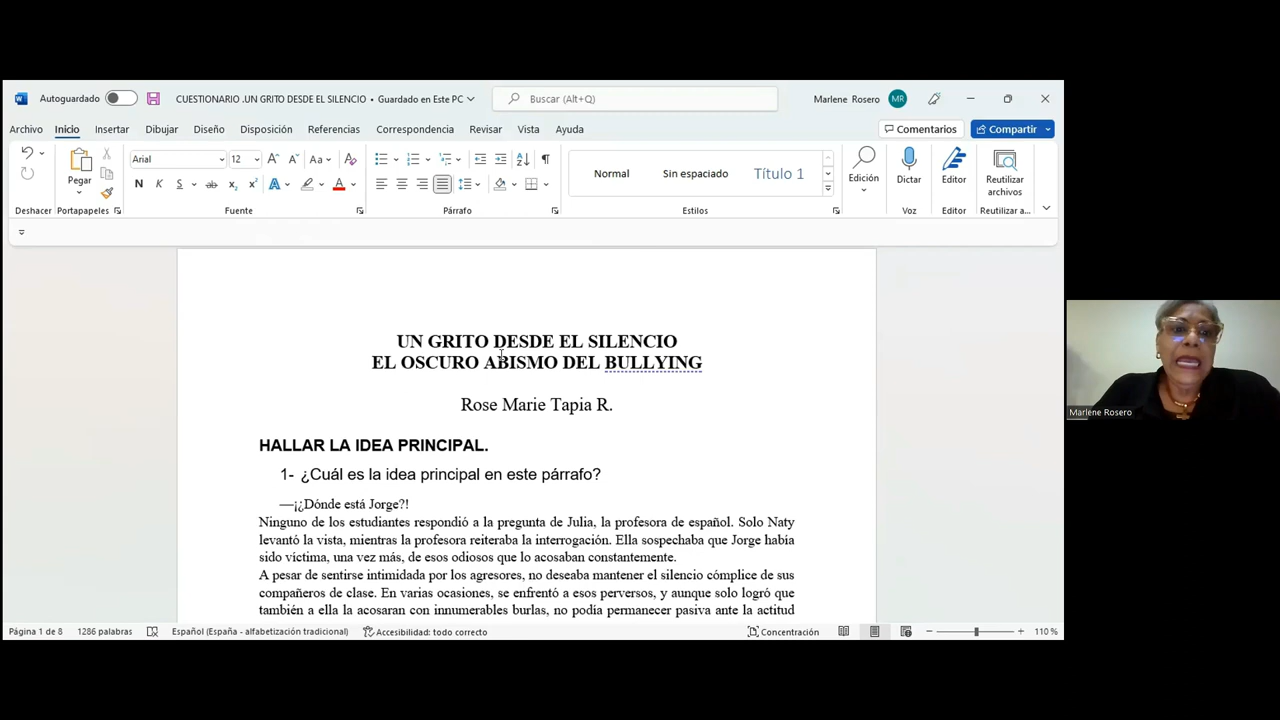 Autoguardado CUESTIONARIO .UN GRITO DESDE EL SILENCIO • Guardado en Este PC Buscar (Alt+Q) Marlene Rosero MR
Archivo Inicio Insertar Dibujar Diseño Disposición Referencias Correspondencia Revisar Vista Ayuda Comentarios Compartir
Arial 12 Aa
Pegar N K S ab x₂ x² A A Normal Sin espaciado Título 1 Edición Dictar Editor Reutilizar archivos
Deshacer Portapapeles Fuente Párrafo Estilos Voz Editor Reutilizar a...
UN GRITO DESDE EL SILENCIO
EL OSCURO ABISMO DEL BULLYING
Rose Marie Tapia R.
HALLAR LA IDEA PRINCIPAL.
1- ¿Cuál es la idea principal en este párrafo?
—¡¿Dónde está Jorge?!
Ninguno de los estudiantes respondió a la pregunta de Julia, la profesora de español. Solo Naty
levantó la vista, mientras la profesora reiteraba la interrogación. Ella sospechaba que Jorge había
sido víctima, una vez más, de esos odiosos que lo acosaban constantemente.
A pesar de sentirse intimidada por los agresores, no deseaba mantener el silencio cómplice de sus
compañeros de clase. En varias ocasiones, se enfrentó a esos perversos, y aunque solo logró que
también a ella la acosaran con innumerables burlas, no podía permanecer pasiva ante la actitud
Página 1 de 8 1286 palabras Español (España - alfabetización tradicional) Accesibilidad: todo correcto Concentración 110 %
Marlene Rosero